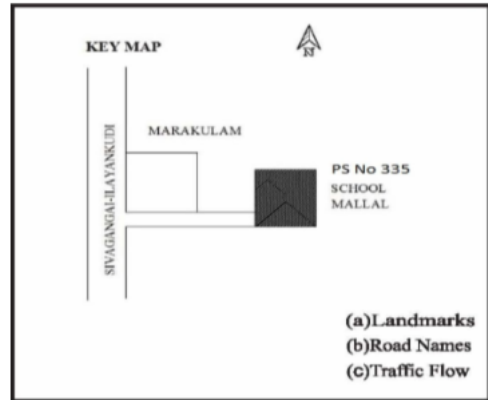 KEY MAP
N
MARAKULAM
SIVAGANGAI-ILAYANKUDI
PS No 335
SCHOOL
MALLAL
(a)Landmarks
(b)Road Names
(c)Traffic Flow